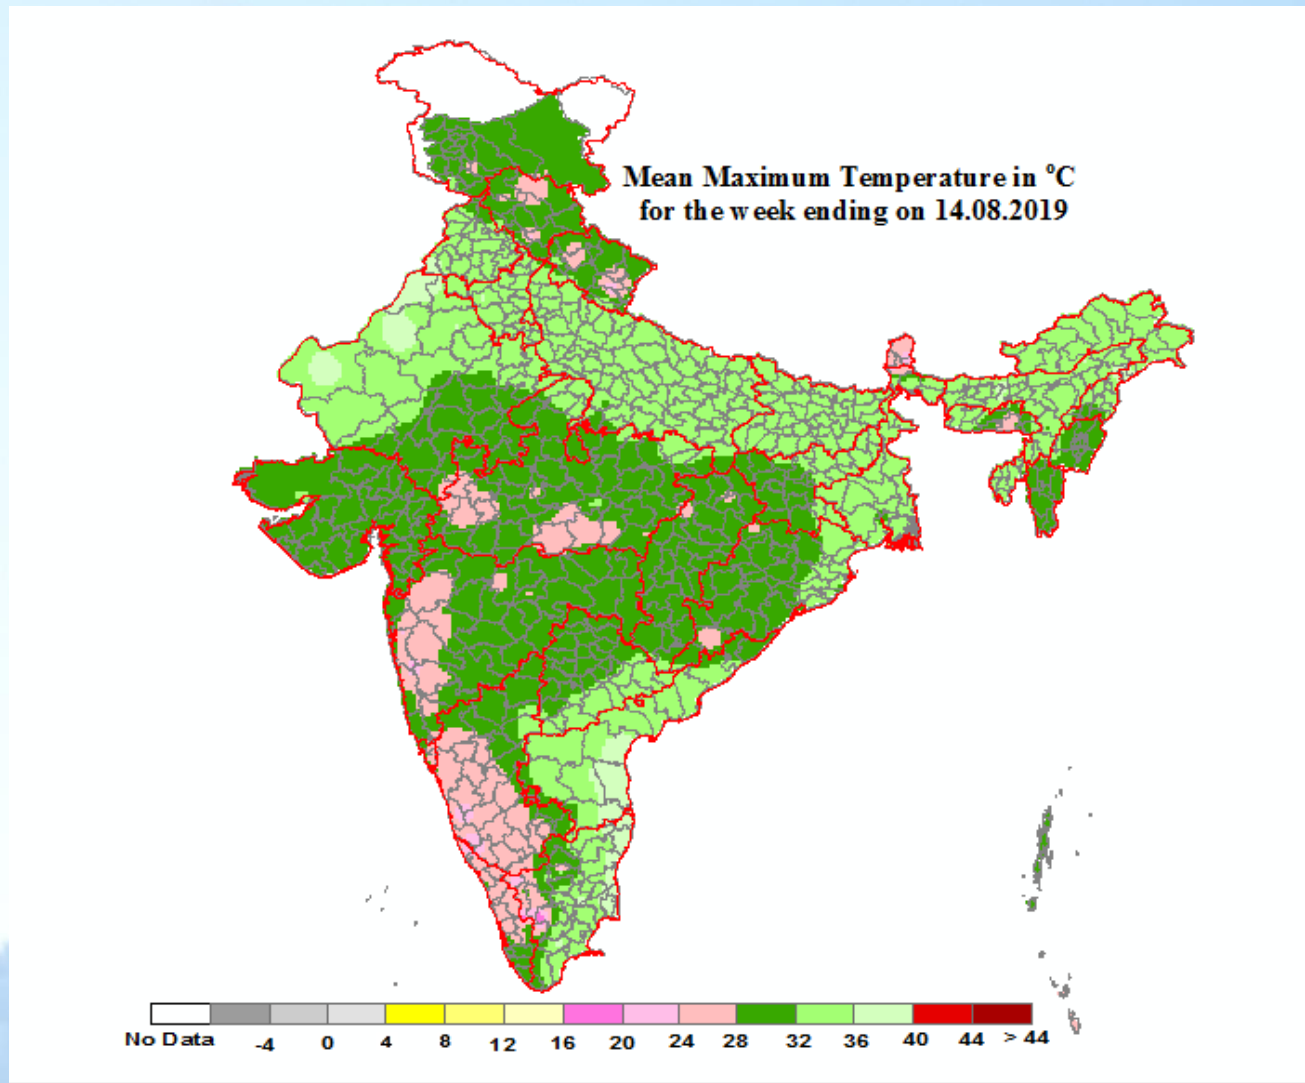 Mean Maximum Temperature in °C
for the week ending on 14.08.2019
No Data -4 0 4 8 12 16 20 24 28 32 36 40 44 > 44